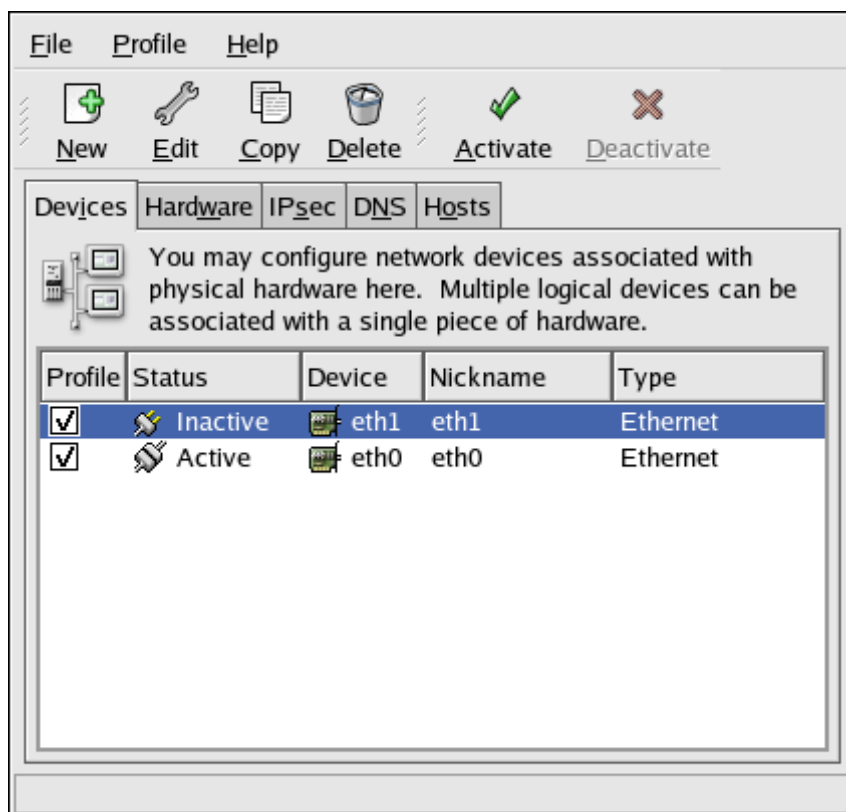 File Profile Help
New Edit Copy Delete Activate Deactivate
Devices Hardware IPsec DNS Hosts
You may configure network devices associated with
physical hardware here. Multiple logical devices can be
associated with a single piece of hardware.
Profile Status Device Nickname Type
Inactive eth1 eth1 Ethernet
Active eth0 eth0 Ethernet